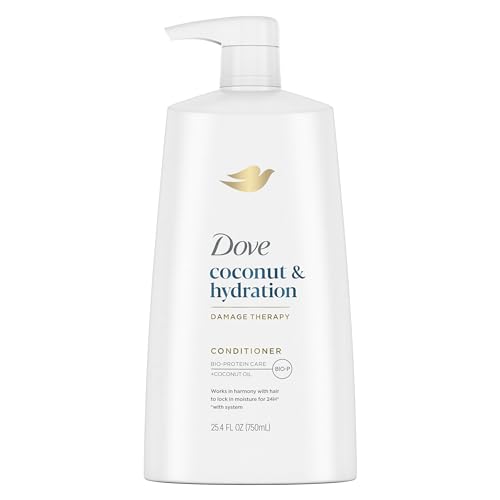 Dove
coconut &
hydration
DAMAGE THERAPY
CONDITIONER
BIO-PROTEIN CARE
+COCONUT OIL
BIO-P
Works in harmony with hair
to lock in moisture for 24H*
*with system
25.4 FL OZ (750mL)